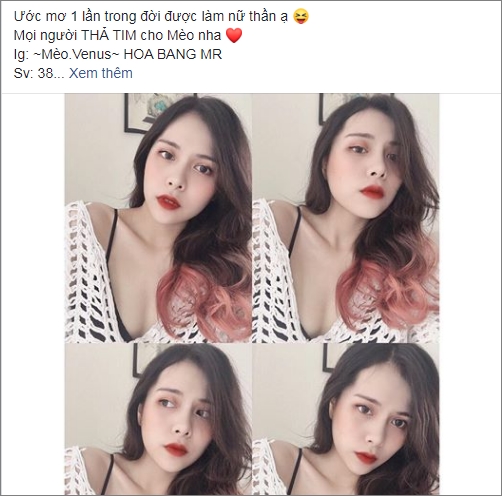 Ước mơ 1 lần trong đời được làm nữ thần ạ 😆
Mọi người THẢ TIM cho Mèo nha ❤️
Ig: ~Mèo.Venus~ HOA BANG MR
Sv: 38... Xem thêm